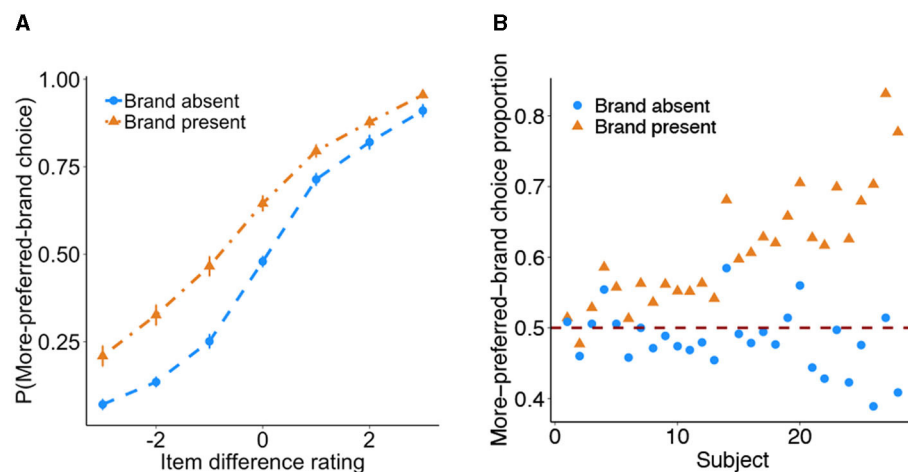 A
P(More-preferred-brand choice)
1.00
0.75
0.50
0.25
Brand absent
Brand present
-2
0
2
Item difference rating
B
More−preferred−brand choice proportion
0.8
0.7
0.6
0.5
0.4
Brand absent
Brand present
0
10
20
Subject